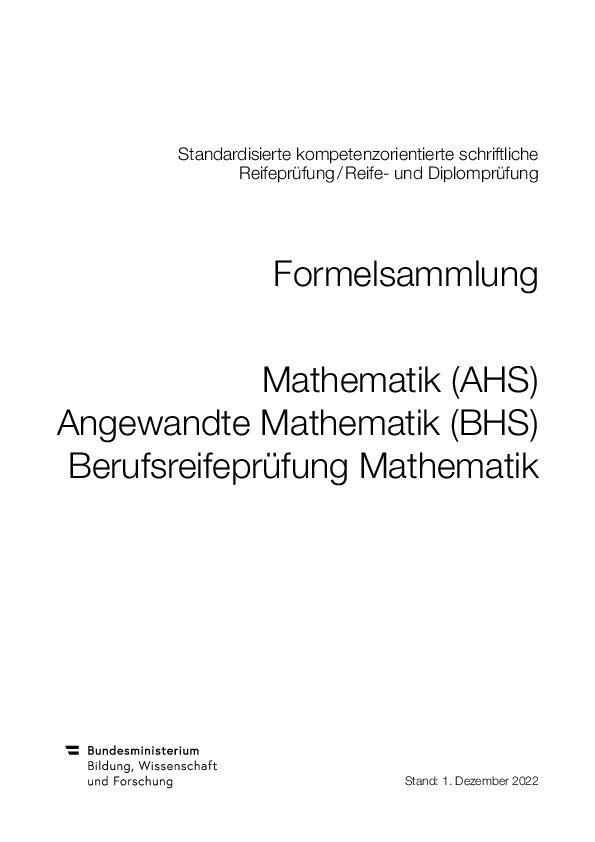 Standardisierte kompetenzorientierte schriftliche
Reifeprüfung/Reife- und Diplomprüfung
Formelsammlung
Mathematik (AHS)
Angewandte Mathematik (BHS)
Berufsreifeprüfung Mathematik
Bundesministerium
Bildung, Wissenschaft
und Forschung
Stand: 1. Dezember 2022